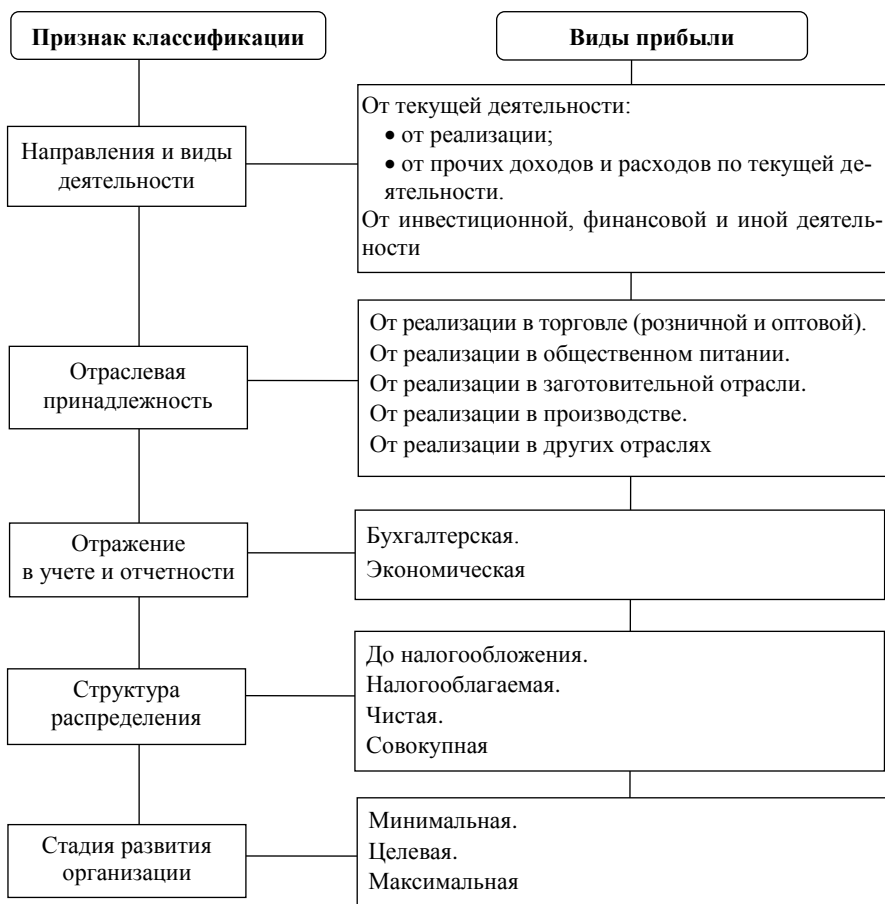 Признак классификации
Виды прибыли
Направления и виды
деятельности
От текущей деятельности:
• от реализации;
• от прочих доходов и расходов по текущей де-
ятельности.
От инвестиционной, финансовой и иной деятель-
ности
Отраслевая
принадлежность
От реализации в торговле (розничной и оптовой).
От реализации в общественном питании.
От реализации в заготовительной отрасли.
От реализации в производстве.
От реализации в других отраслях
Отражение
в учете и отчетности
Бухгалтерская.
Экономическая
Структура
распределения
До налогообложения.
Налогооблагаемая.
Чистая.
Совокупная
Стадия развития
организации
Минимальная.
Целевая.
Максимальная